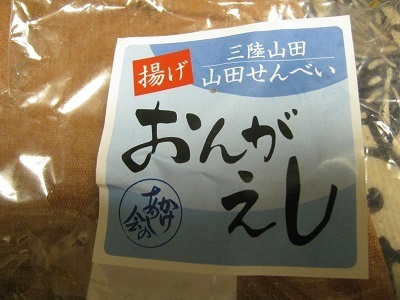 揚げ
三陸山田
山田せんべい
おんが
えし